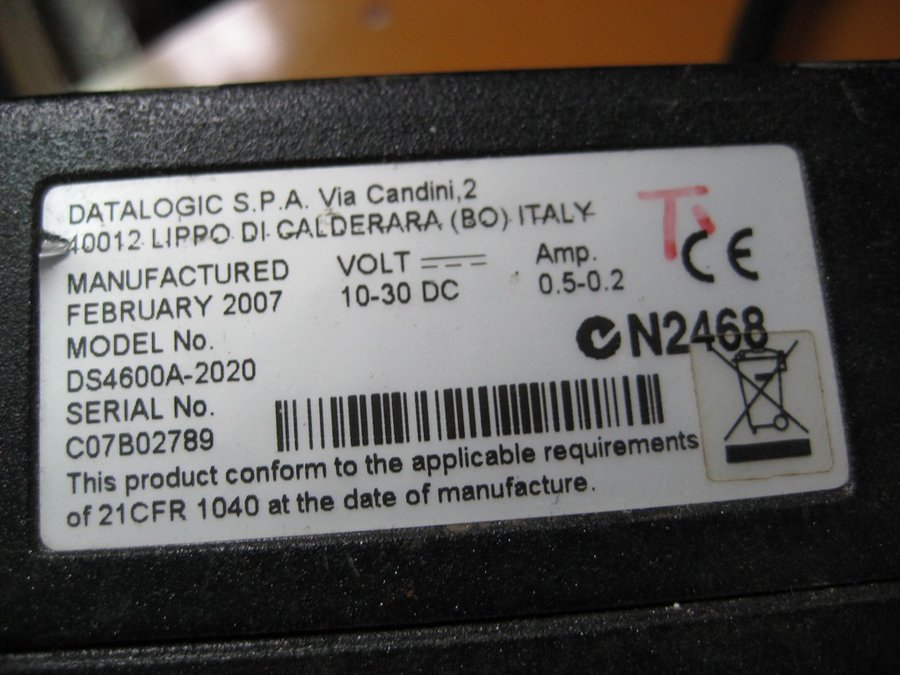 DATALOGIC S.P.A. Via Candini,2
40012 LIPPO DI CALDERARA (BO) ITALY
MANUFACTURED
FEBRUARY 2007
VOLT
10-30 DC
Amp.
0.5-0.2
Ti
CE
N2468
MODEL No.
DS4600A-2020
SERIAL No.
C07B02789
This product conform to the applicable requirements
of 21CFR 1040 at the date of manufacture.